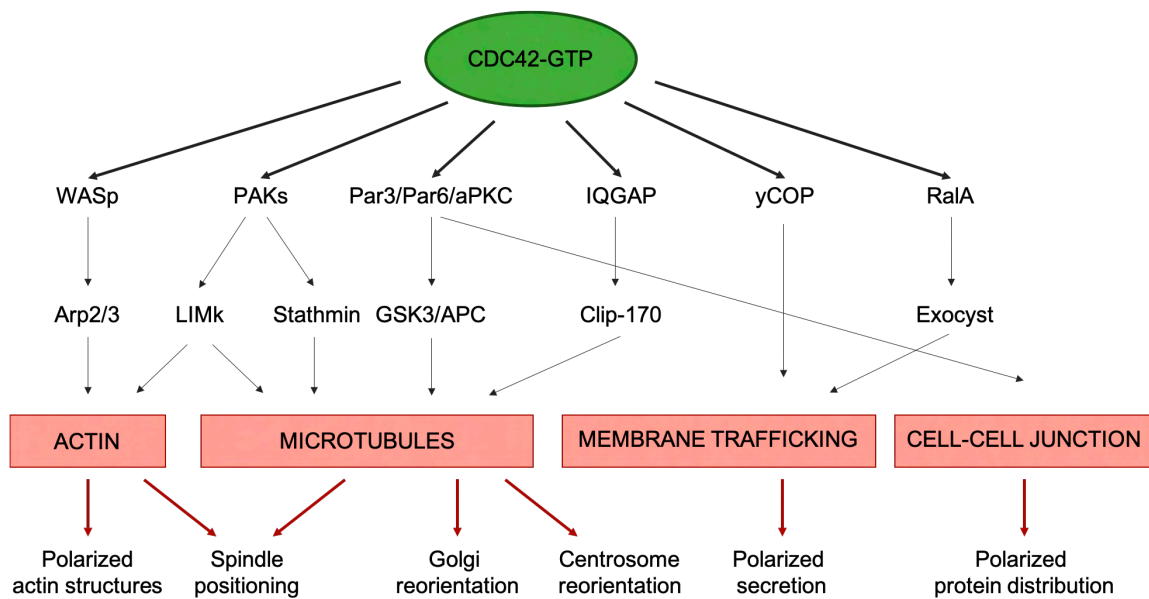 CDC42-GTP
WASp
PAKs
Par3/Par6/aPKC
IQGAP
yCOP
RalA
Arp2/3
LIMk
Stathmin
GSK3/APC
Clip-170
Exocyst
ACTIN
MICROTUBULES
MEMBRANE TRAFFICKING
CELL-CELL JUNCTION
Polarized
actin structures
Spindle
positioning
Golgi
reorientation
Centrosome
reorientation
Polarized
secretion
Polarized
protein distribution